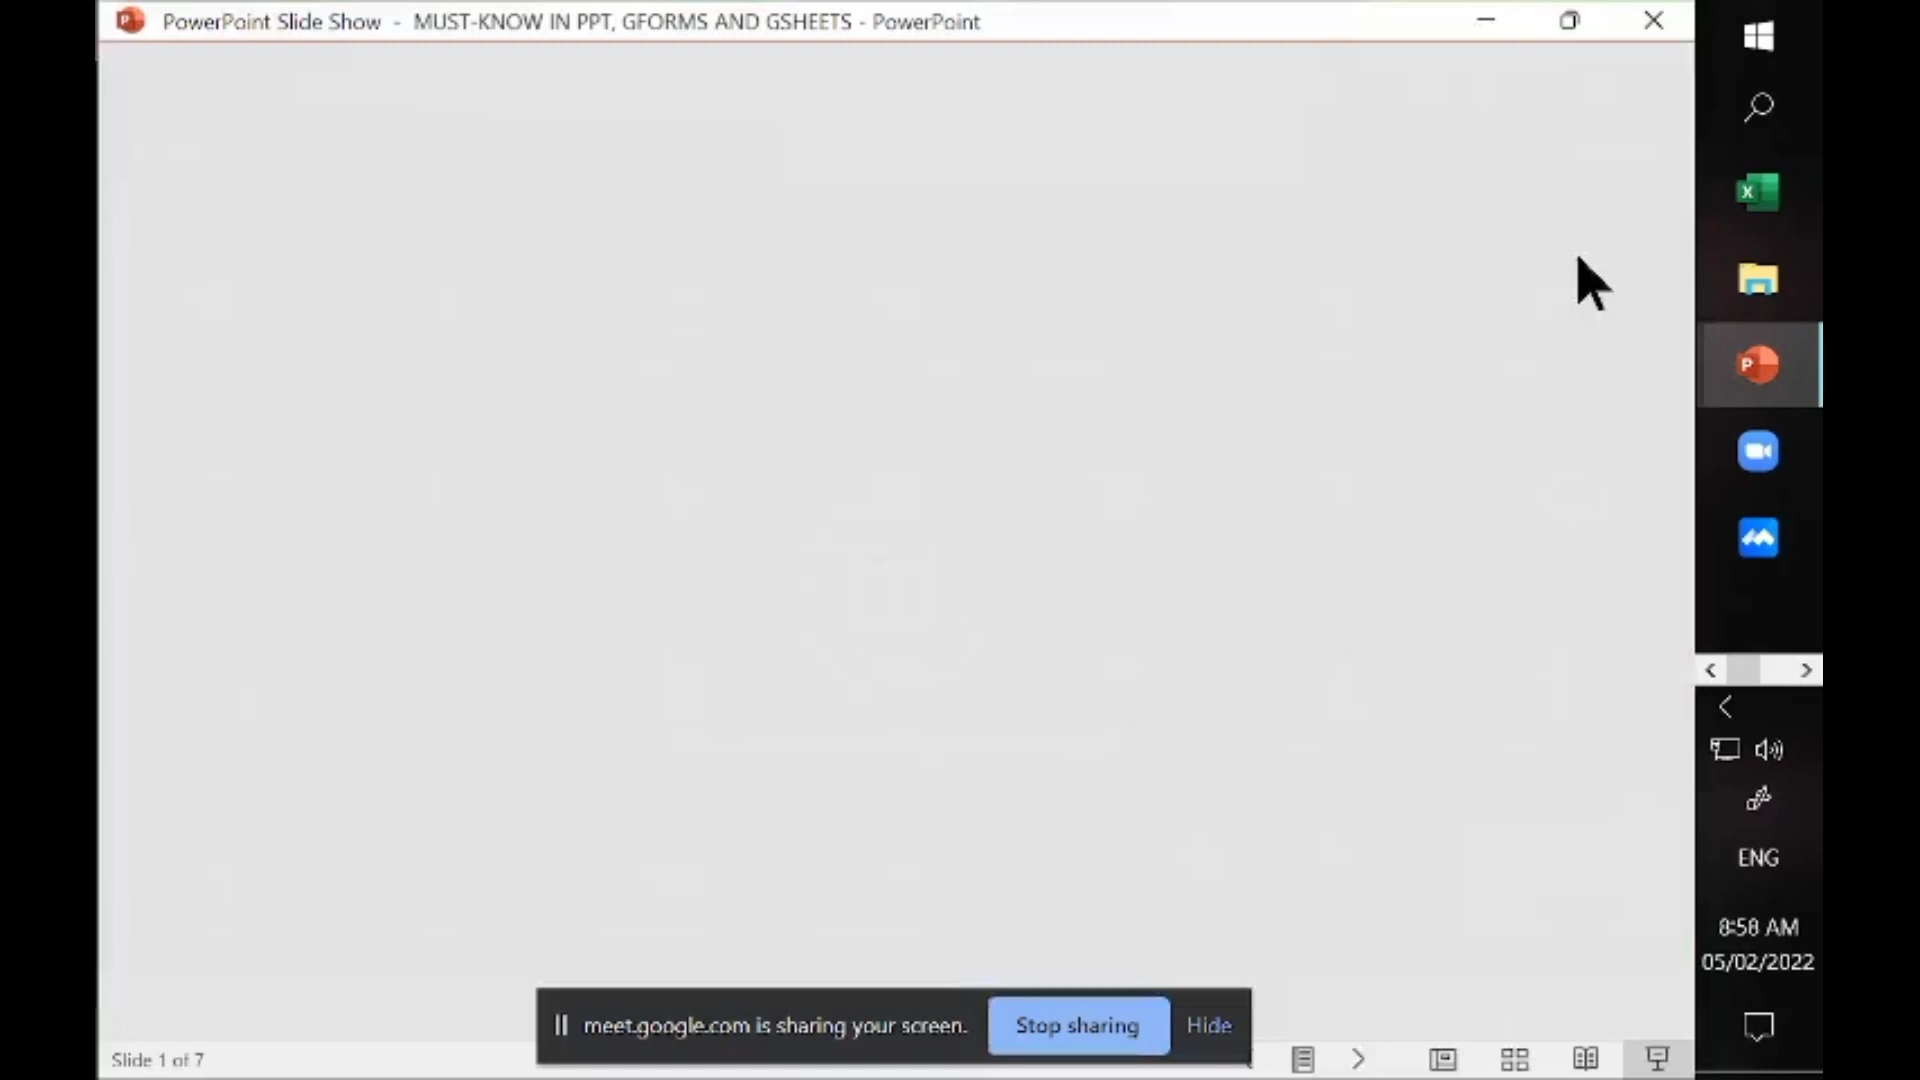 PowerPoint Slide Show - MUST-KNOW IN PPT, GFORMS AND GSHEETS - PowerPoint
ENG
8:58 AM
05/02/2022
meet.google.com is sharing your screen.
Stop sharing
Hide
Slide 1 of 7